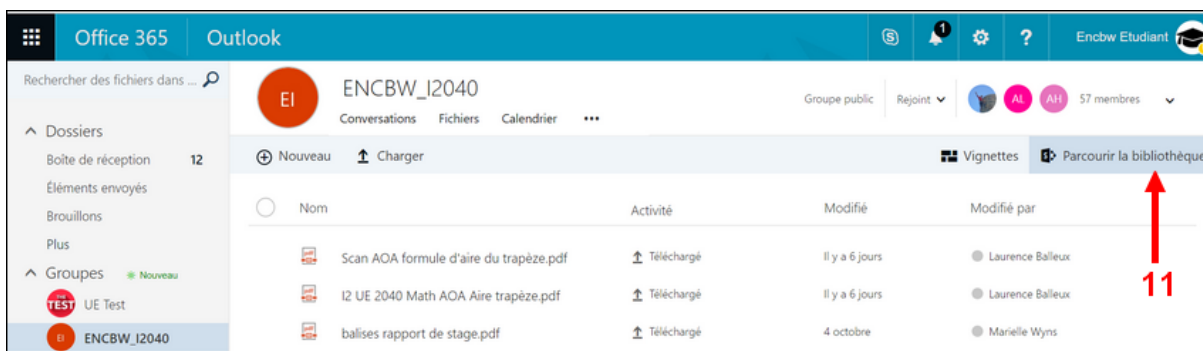 Office 365 Outlook S 1 ? Encbw Etudiant
Rechercher des fichiers dans ...
EI
ENCBW_I2040
Groupe public Rejoint AL AH 57 membres
Conversations Fichiers Calendrier •••
Dossiers
Boîte de réception 12
Éléments envoyés
Brouillons
Plus
Groupes Nouveau
TEST UE Test
EI ENCBW_I2040
Nouveau Charger Vignettes Parcourir la bibliothèque
Nom Activité Modifié Modifié par
Scan AOA formule d'aire du trapèze.pdf Téléchargé Il y a 6 jours Laurence Balleux
I2 UE 2040 Math AOA Aire trapèze.pdf Téléchargé Il y a 6 jours Laurence Balleux
balises rapport de stage.pdf Téléchargé 4 octobre Marielle Wyns
11